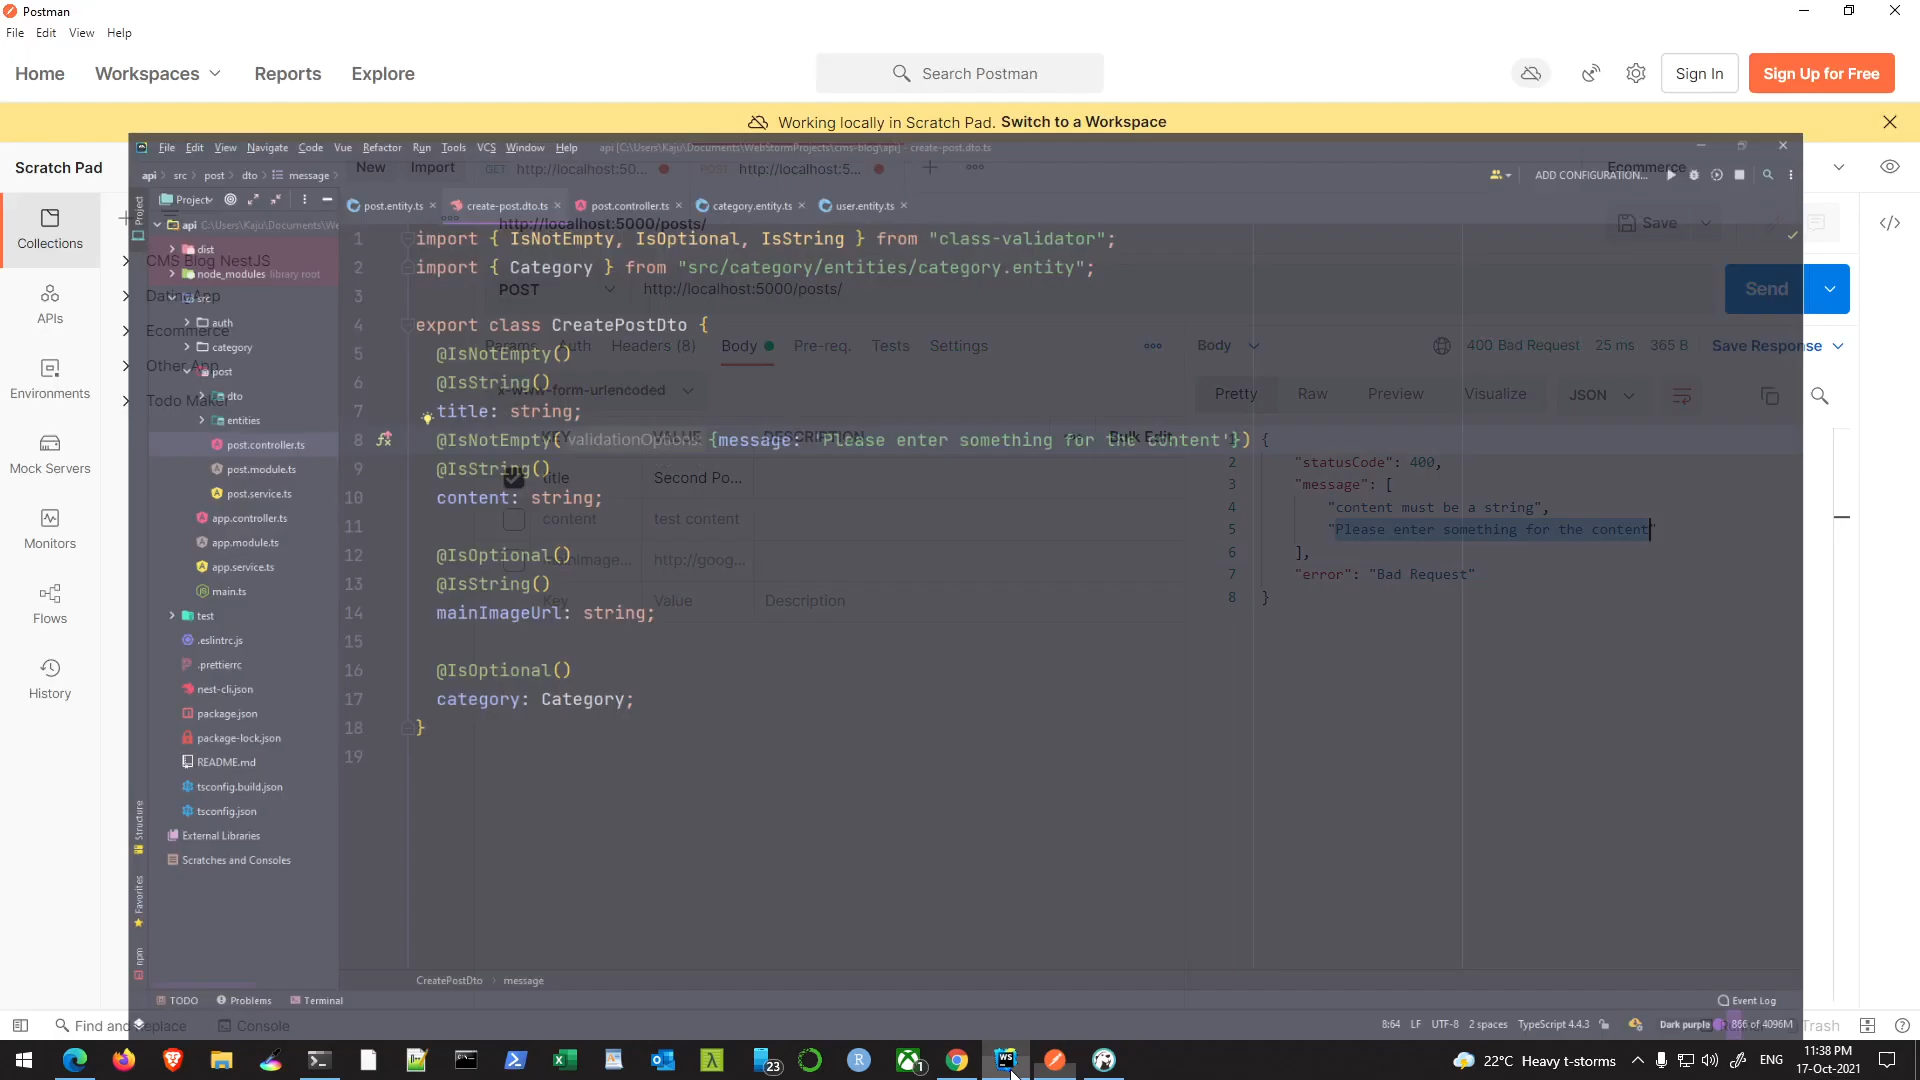 Postman
File Edit View Help
Home Workspaces Reports Explore Search Postman Sign In Sign Up for Free
Working locally in Scratch Pad. Switch to a Workspace
Scratch Pad
File Edit View Navigate Code Vue Refactor Run Tools VCS Window Help api [C:\Users\Kaju\Documents\WebStormProjects\cms-blog\api] - create-post.dto.ts
New Import GET http://localhost:50... POST http://localhost:5... Ecommerce
api src post dto message ADD CONFIGURATION...
Project
post.entity.ts create-post.dto.ts post.controller.ts category.entity.ts user.entity.ts
http://localhost:5000/posts/ Save
Collections
APIs
Environments
Mock Servers
Monitors
Flows
History
CMS Blog NestJS
Dating App
Ecommerce
Other App
Todo Maker
api C:\Users\Kaju\Documents\We
dist
node_modules library root
src
auth
category
post
dto
entities
post.controller.ts
post.module.ts
post.service.ts
app.controller.ts
app.module.ts
app.service.ts
main.ts
test
.eslintrc.js
.prettierrc
nest-cli.json
package.json
package-lock.json
README.md
tsconfig.build.json
tsconfig.json
External Libraries
Scratches and Consoles
Project
Structure
Favorites
npm
1 import { IsNotEmpty, IsOptional, IsString } from "class-validator";
2 import { Category } from "src/category/entities/category.entity";
3
4 export class CreatePostDto {
5 @IsNotEmpty()
6 @IsString()
7 title: string;
8 @IsNotEmpty( validationOptions: {message: 'Please enter something for the content'})
9 @IsString()
10 content: string;
11
12 @IsOptional()
13 @IsString()
14 mainImageUrl: string;
15
16 @IsOptional()
17 category: Category;
18 }
19
POST http://localhost:5000/posts/ Send
Params Auth Headers (8) Body Pre-req. Tests Settings
x-www-form-urlencoded
KEY VALUE DESCRIPTION Bulk Edit
title Second Po...
content test content
mainImage... http://goog...
Key Value Description
Body 400 Bad Request 25 ms 365 B Save Response
Pretty Raw Preview Visualize JSON
{
2 "statusCode": 400,
3 "message": [
4 "content must be a string",
5 "Please enter something for the content"
6 ],
7 "error": "Bad Request"
8 }
CreatePostDto message
TODO Problems Terminal Event Log
Find and Replace Console 8:64 LF UTF-8 2 spaces TypeScript 4.4.3 Dark purple 866 of 4096M Trash
23 1 22°C Heavy t-storms ENG 11:38 PM
17-Oct-2021